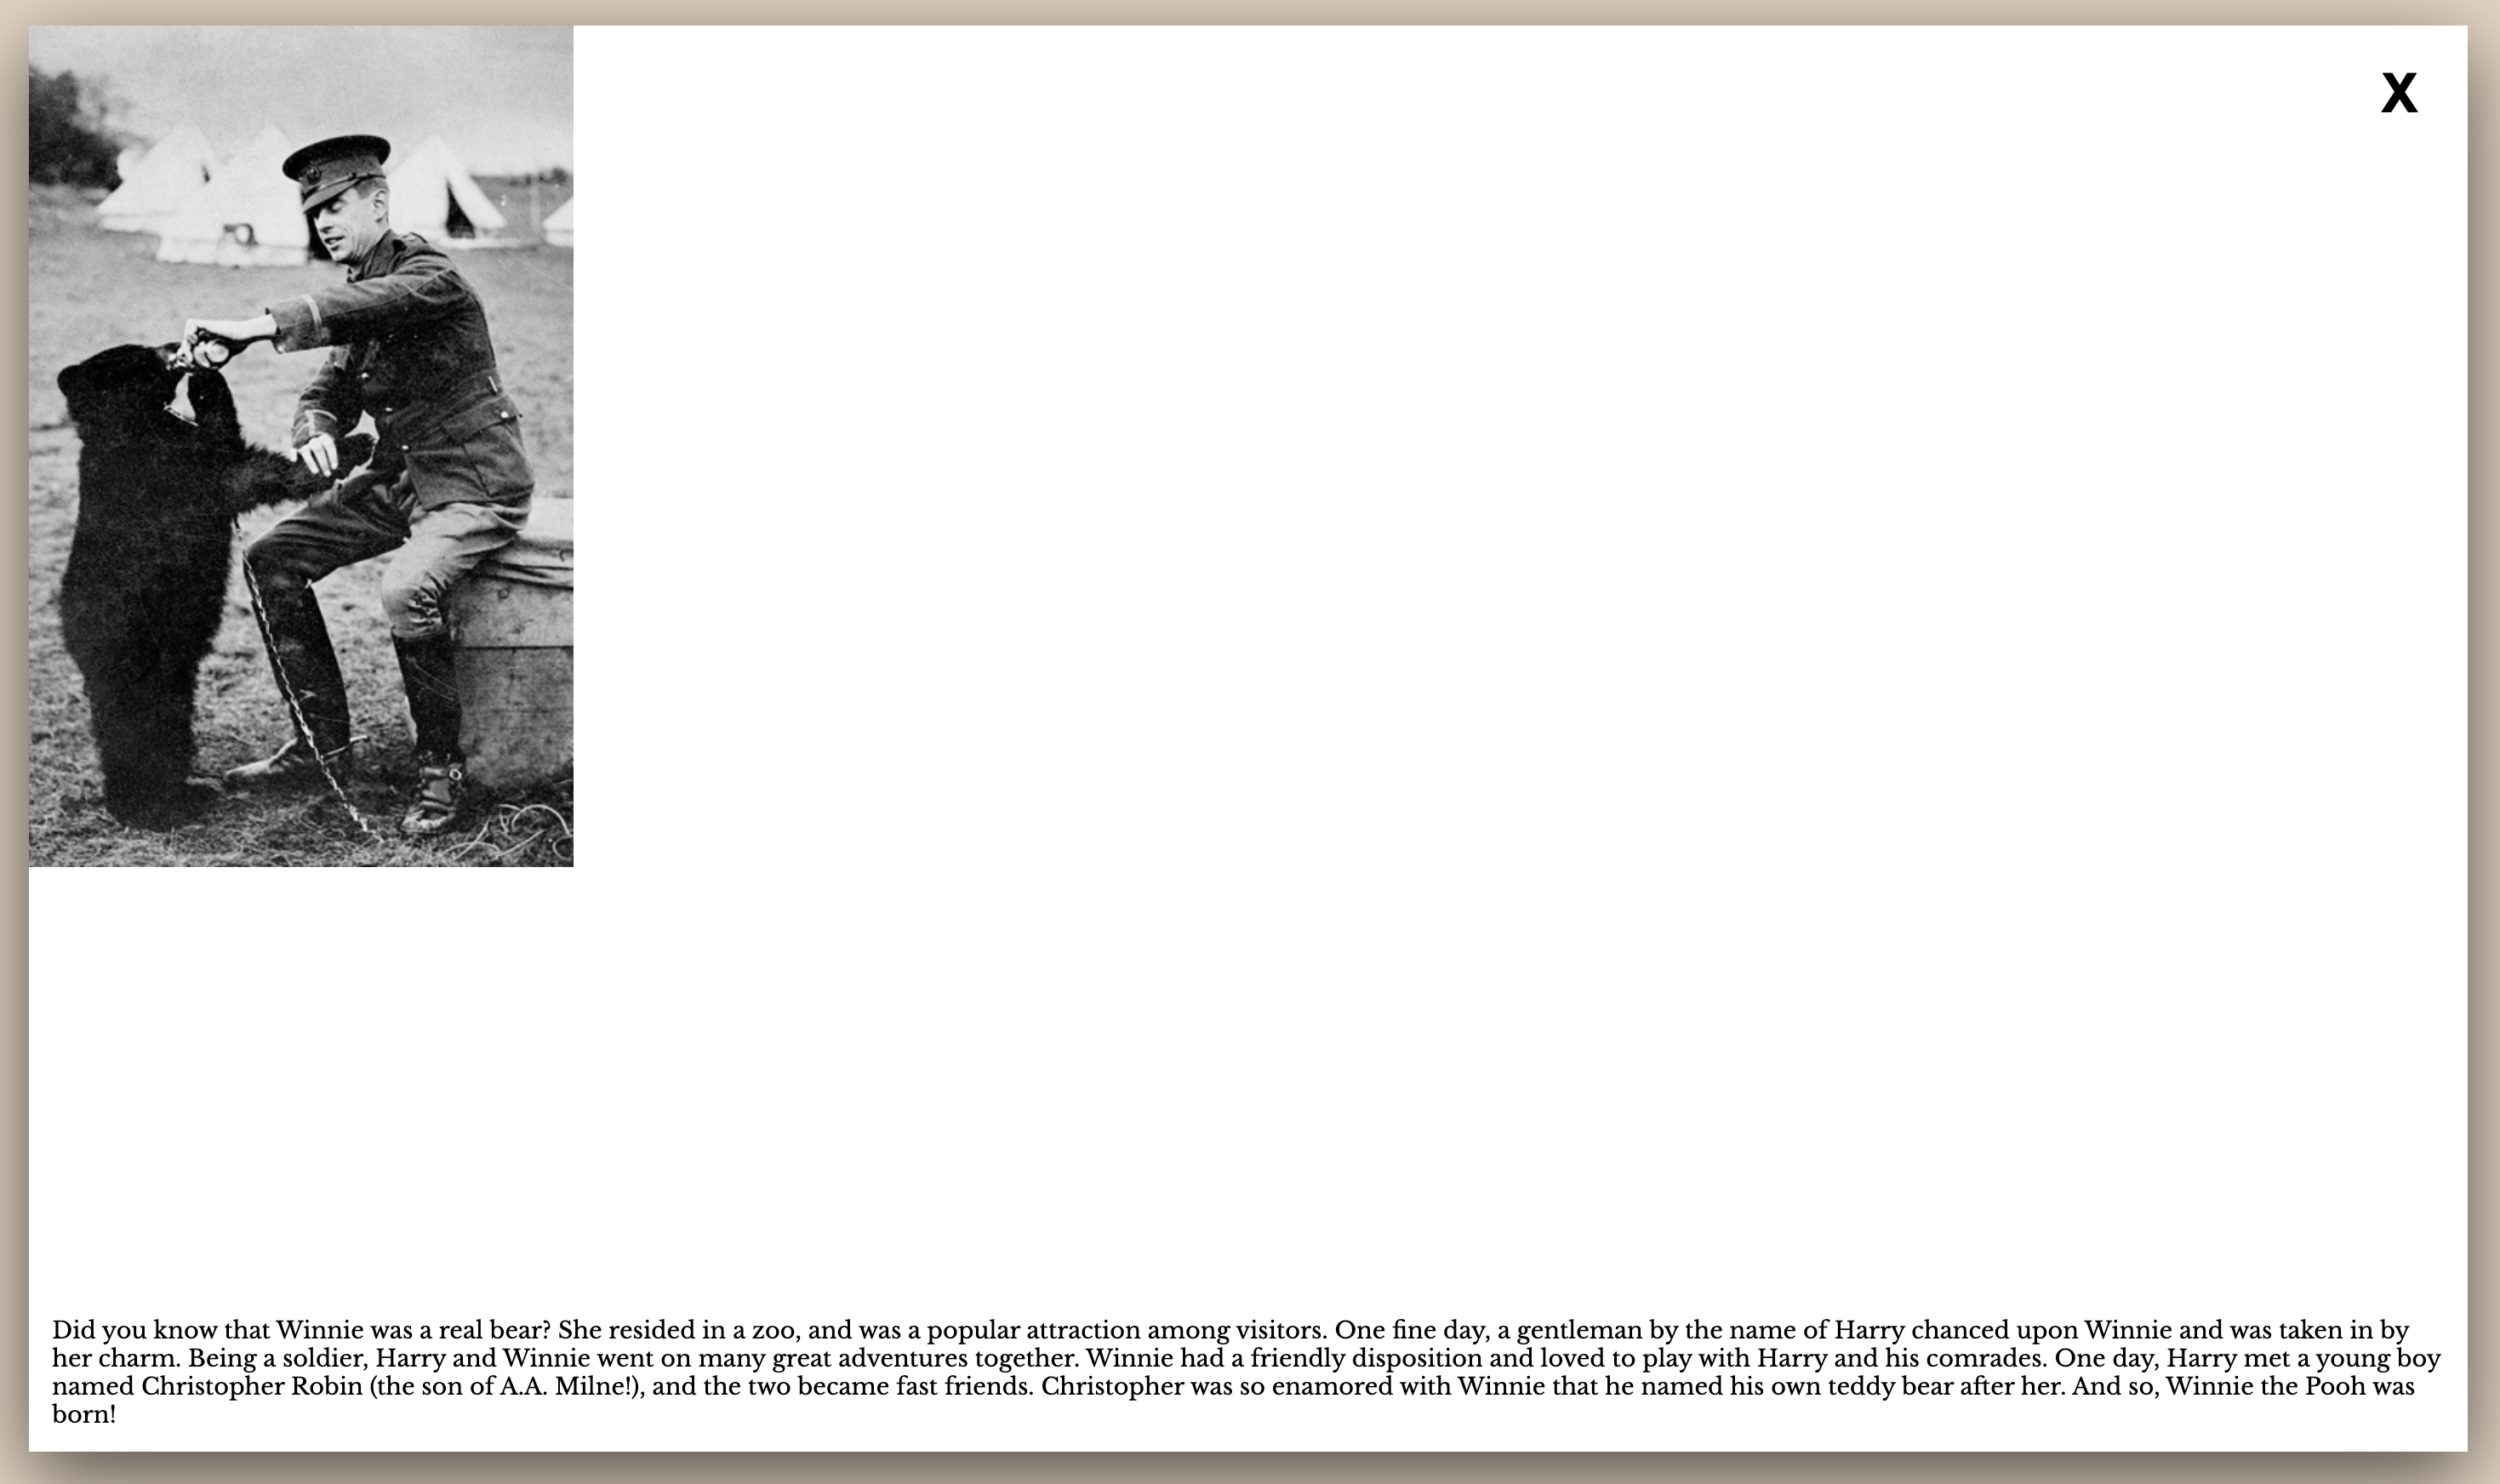 X
Did you know that Winnie was a real bear? She resided in a zoo, and was a popular attraction among visitors. One fine day, a gentleman by the name of Harry chanced upon Winnie and was taken in by
her charm. Being a soldier, Harry and Winnie went on many great adventures together. Winnie had a friendly disposition and loved to play with Harry and his comrades. One day, Harry met a young boy
named Christopher Robin (the son of A.A. Milne!), and the two became fast friends. Christopher was so enamored with Winnie that he named his own teddy bear after her. And so, Winnie the Pooh was
born!